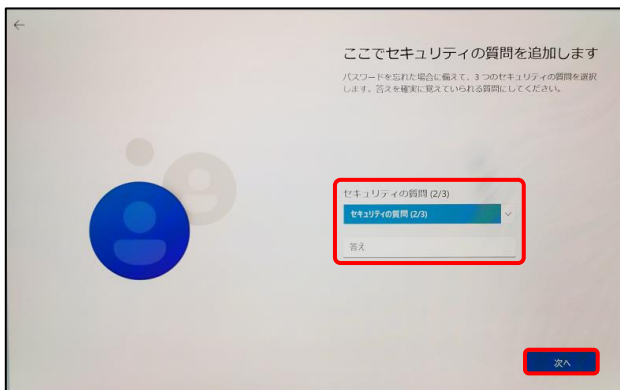 ここでセキュリティの質問を追加します
パスワードを忘れた場合に備えて、3 つのセキュリティの質問を選択
します。答えを確実に覚えていられる質問にしてください。
セキュリティの質問 (2/3)
セキュリティの質問 (2/3)
答え
次へ